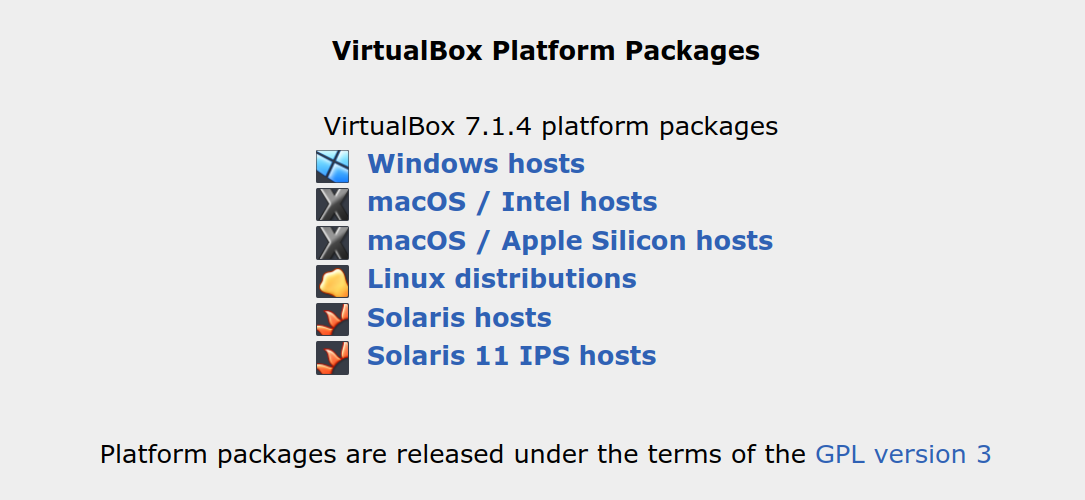 VirtualBox Platform Packages
VirtualBox 7.1.4 platform packages
Windows hosts
macOS / Intel hosts
macOS / Apple Silicon hosts
Linux distributions
Solaris hosts
Solaris 11 IPS hosts
Platform packages are released under the terms of the GPL version 3